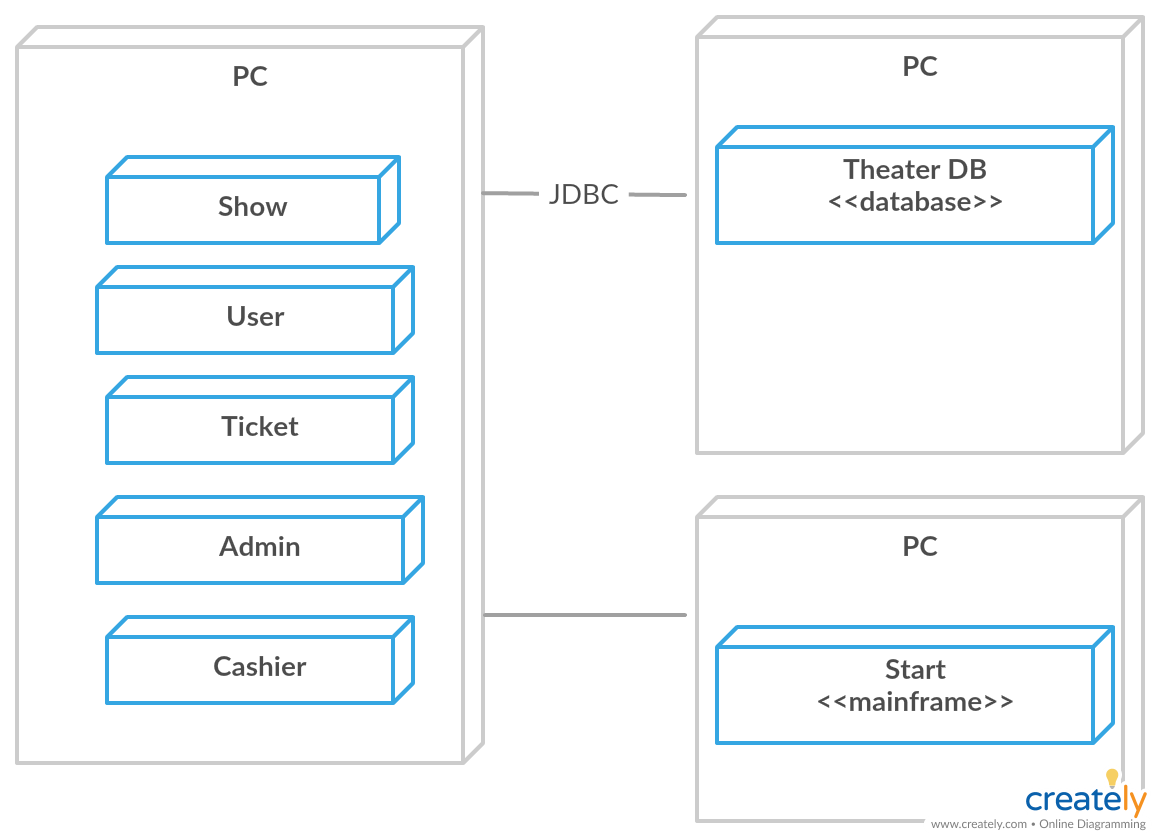 PC
Show
User
Ticket
Admin
Cashier
JDBC
PC
Theater DB
<<database>>
PC
Start
<<mainframe>>
creately
www.creately.com • Online Diagramming